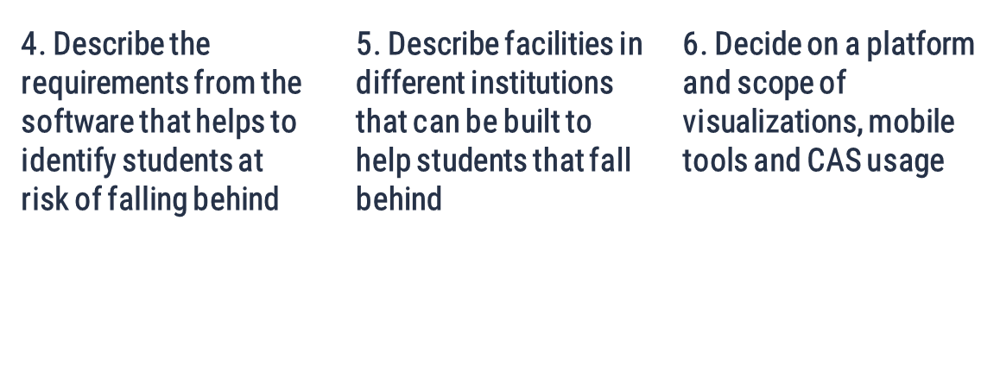 4. Describe the
requirements from the
software that helps to
identify students at
risk of falling behind
5. Describe facilities in
different institutions
that can be built to
help students that fall
behind
6. Decide on a platform
and scope of
visualizations, mobile
tools and CAS usage